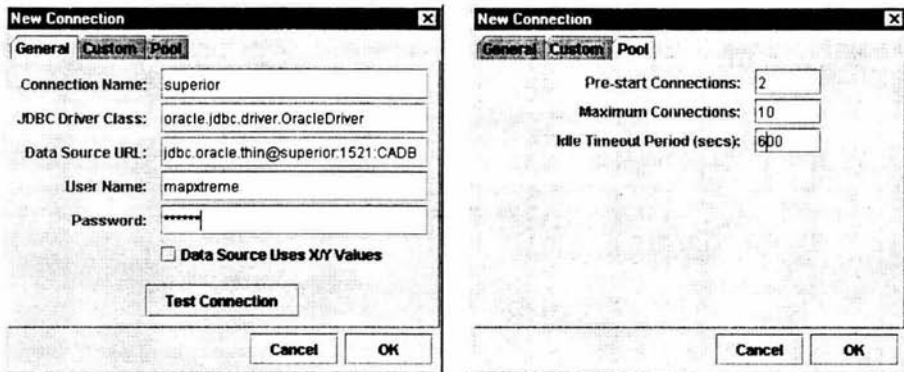 New Connection
General Custom Pool
Connection Name: superior
JDBC Driver Class: oracle.jdbc.driver.OracleDriver
Data Source URL: jdbc.oracle.thin@superior:1521:CADB
User Name: mapxtreme
Password: ******
Data Source Uses X/Y Values
Test Connection
Cancel OK
New Connection
General Custom Pool
Pre-start Connections: 2
Maximum Connections: 10
Idle Timeout Period (secs): 600
Cancel OK